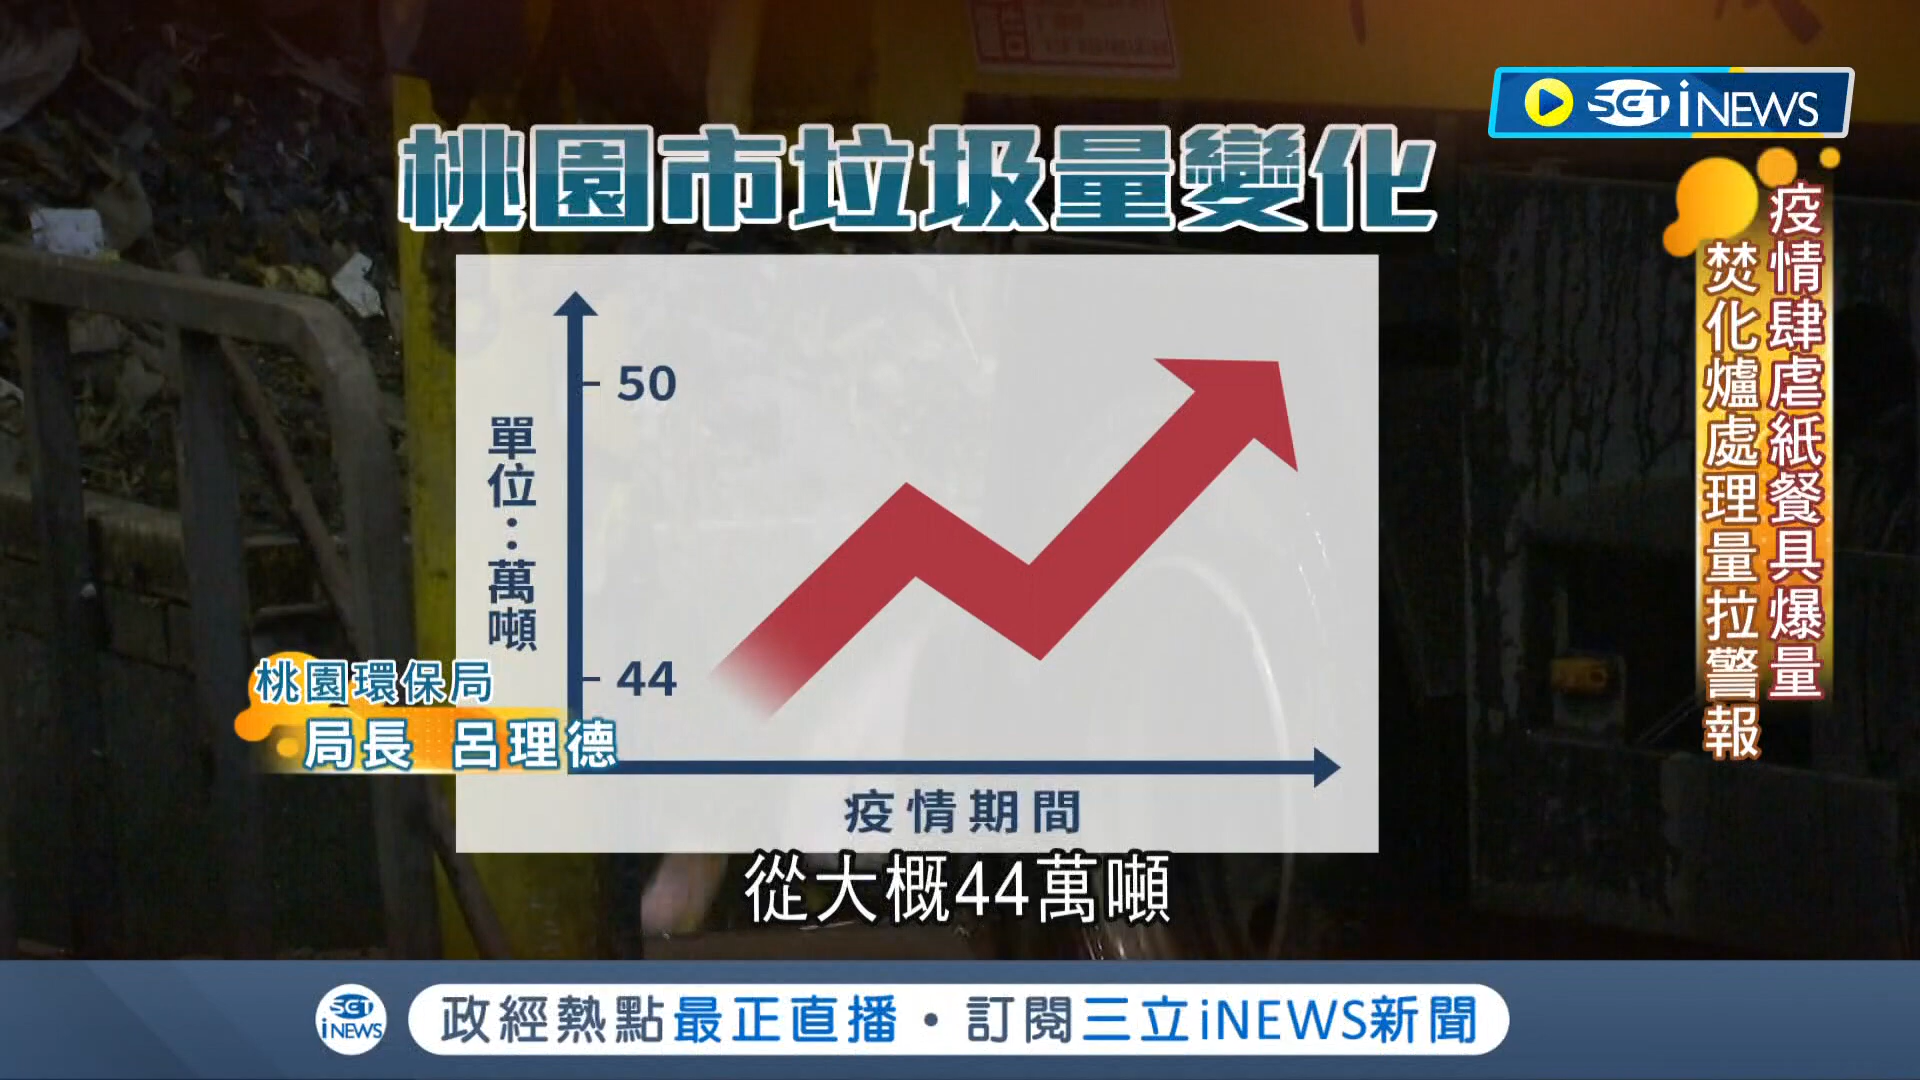 SET iNEWS
桃園市垃圾量變化
疫情肆虐紙餐具爆量
焚化爐處理量拉警報
50
單位：萬噸
44
桃園環保局
局長 呂理德
疫情期間
從大概44萬噸
SET iNEWS
政經熱點最正直播・訂閱三立iNEWS新聞